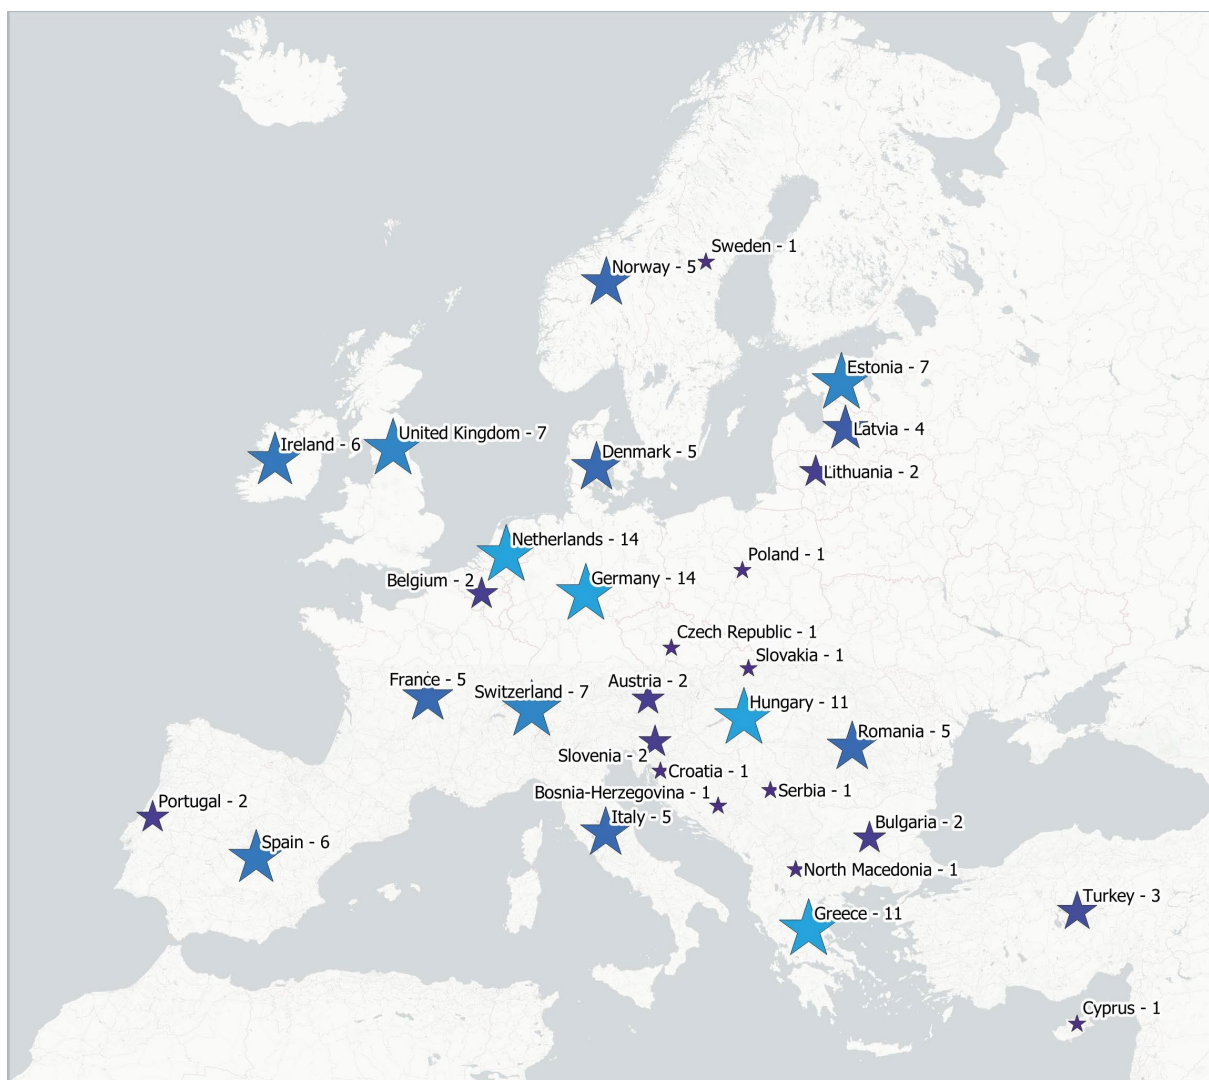 Sweden - 1
Norway - 5
Estonia - 7
Latvia - 4
United Kingdom - 7
Ireland - 6
Denmark - 5
Lithuania - 2
Netherlands - 14
Poland - 1
Belgium - 2
Germany - 14
Czech Republic - 1
Slovakia - 1
France - 5
Switzerland - 7
Austria - 2
Hungary - 11
Romania - 5
Slovenia - 2
Croatia - 1
Bosnia-Herzegovina - 1
Serbia - 1
Portugal - 2
Italy - 5
Bulgaria - 2
Spain - 6
North Macedonia - 1
Turkey - 3
Greece - 11
Cyprus - 1